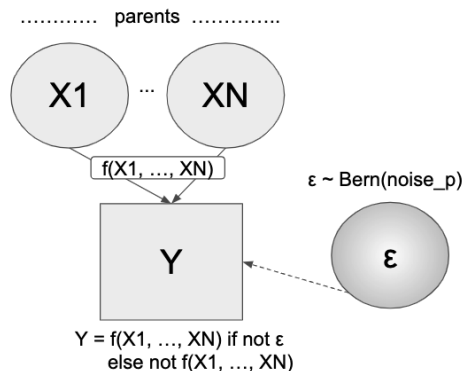 ………… parents …………..
X1 ... XN
f(X1, …, XN)
ε ~ Bern(noise_p)
Y
ε
Y = f(X1, …, XN) if not ε
else not f(X1, …, XN)